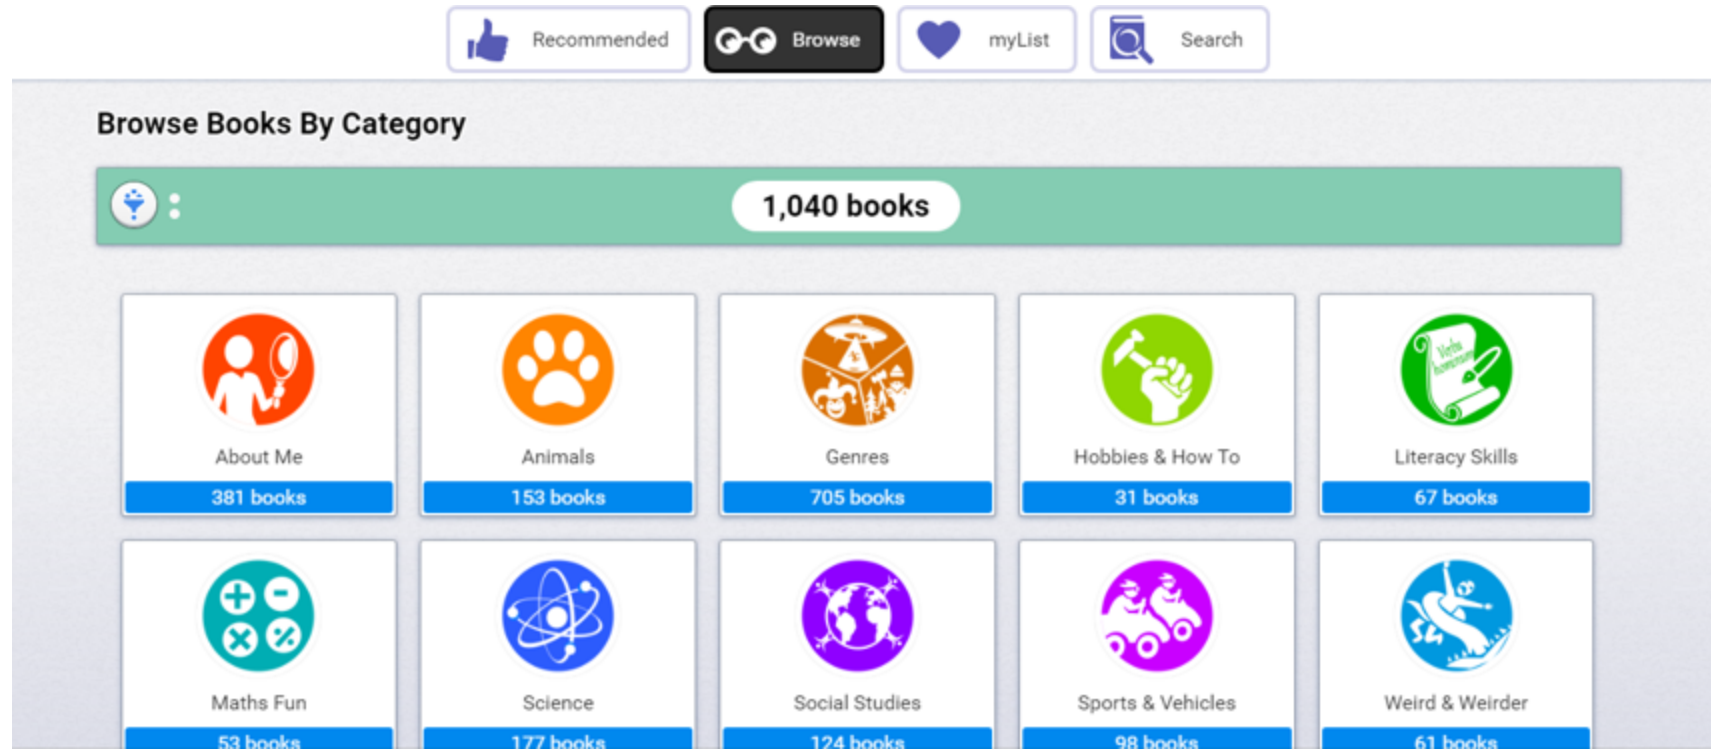 Recommended
Browse
myList
Search
Browse Books By Category
:
1,040 books
About Me
381 books
Animals
153 books
Genres
705 books
Hobbies & How To
31 books
Verba
hominum
Literacy Skills
67 books
Maths Fun
53 books
Science
177 books
Social Studies
124 books
Sports & Vehicles
98 books
Weird & Weirder
61 books